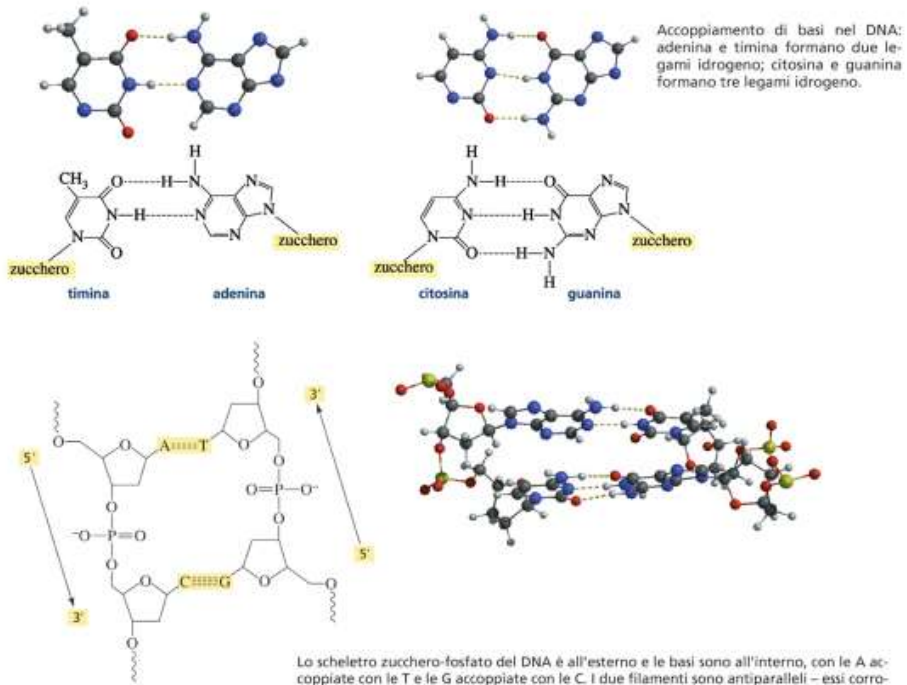 Accoppiamento di basi nel DNA:
adenina e timina formano due le-
gami idrogeno; citosina e guanina
formano tre legami idrogeno.
H
CH₃ O H—N N
N—H N N
N O N
zucchero zucchero
timina adenina
H
N—H O N
N H—N N
N O H—N N
zucchero H zucchero
citosina guanina
O
3'
O O
5' O A T O
O O
⁻O—P=O O=P—O⁻
O O
5'
O C G O O
3' O
O
Lo scheletro zucchero-fosfato del DNA è all'esterno e le basi sono all'interno, con le A ac-
coppiate con le T e le G accoppiate con le C. I due filamenti sono antiparalleli – essi corro-